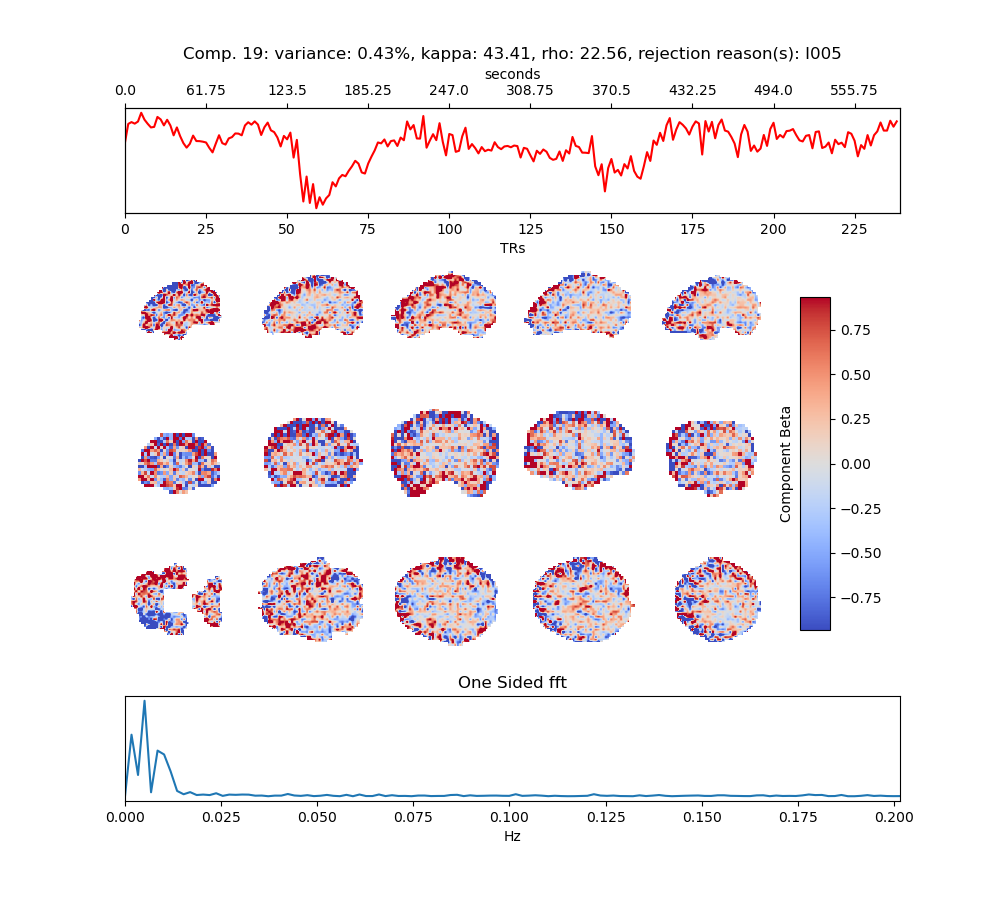 Comp. 19: variance: 0.43%, kappa: 43.41, rho: 22.56, rejection reason(s): I005
seconds
0.0 61.75 123.5 185.25 247.0 308.75 370.5 432.25 494.0 555.75
0 25 50 75 100 125 150 175 200 225
TRs
0.75
0.50
0.25
0.00
−0.25
−0.50
−0.75
Component Beta
One Sided fft
0.000 0.025 0.050 0.075 0.100 0.125 0.150 0.175 0.200
Hz